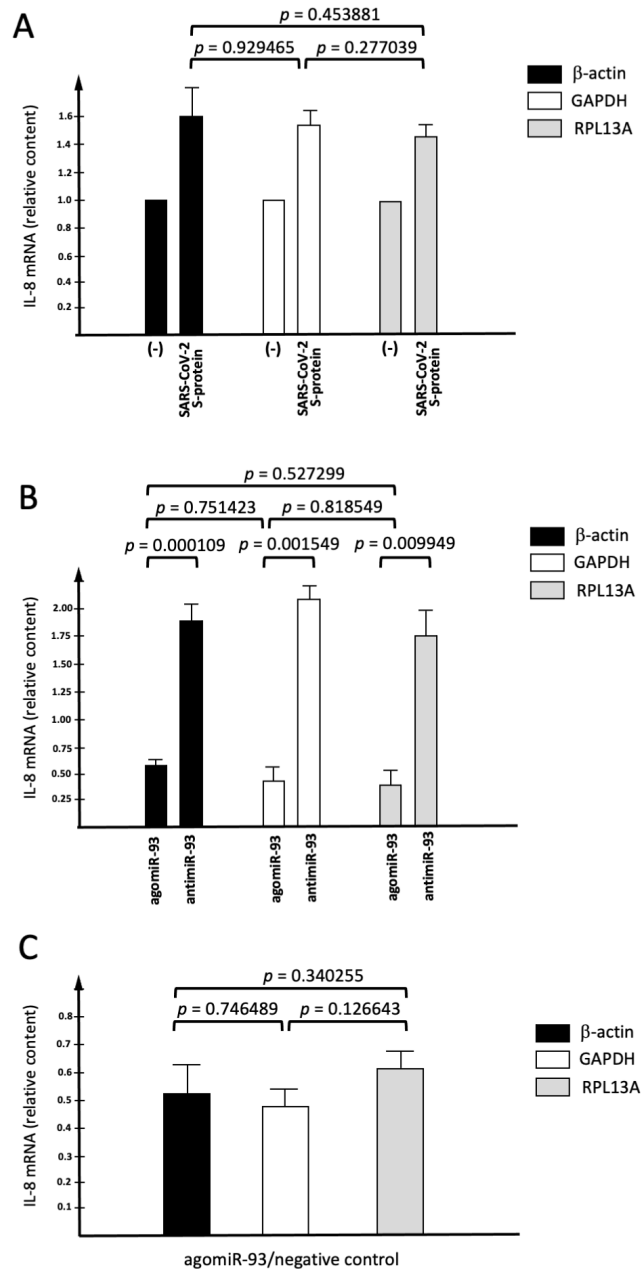 A
p = 0.453881
p = 0.929465
p = 0.277039
β-actin
GAPDH
RPL13A
IL-8 mRNA (relative content)
1.6
1.4
1.2
1.0
0.8
0.6
0.4
0.2
(-)
SARS-CoV-2
S-protein
(-)
SARS-CoV-2
S-protein
(-)
SARS-CoV-2
S-protein
B
p = 0.527299
p = 0.751423
p = 0.818549
p = 0.000109
p = 0.001549
p = 0.009949
β-actin
GAPDH
RPL13A
IL-8 mRNA (relative content)
2.00
1.75
1.50
1.25
1.00
0.75
0.50
0.25
agomiR-93
antimiR-93
agomiR-93
antimiR-93
agomiR-93
antimiR-93
C
p = 0.340255
p = 0.746489
p = 0.126643
β-actin
GAPDH
RPL13A
IL-8 mRNA (relative content)
0.8
0.7
0.6
0.5
0.4
0.3
0.2
0.1
agomiR-93/negative control